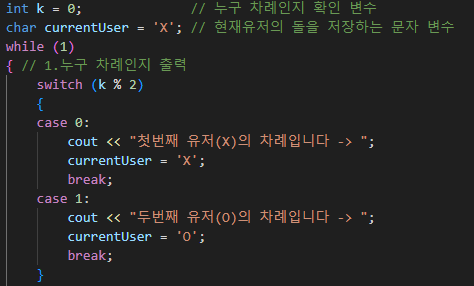 int k = 0;              // 누구 차례인지 확인 변수
char currentUser = 'X'; // 현재유저의 돌을 저장하는 문자 변수
while (1)
{ // 1.누구 차례인지 출력
    switch (k % 2)
    {
    case 0:
        cout << "첫번째 유저(X)의 차례입니다 -> ";
        currentUser = 'X';
        break;
    case 1:
        cout << "두번째 유저(O)의 차례입니다 -> ";
        currentUser = 'O';
        break;
    }